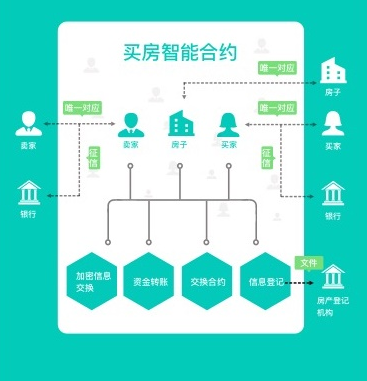 买房智能合约
唯一对应
房子
唯一对应
唯一对应
卖家
卖家
房子
买家
买家
征信
征信
银行
银行
加密信息
交换
资金转账
交换合约
信息登记
文件
房产登记
机构